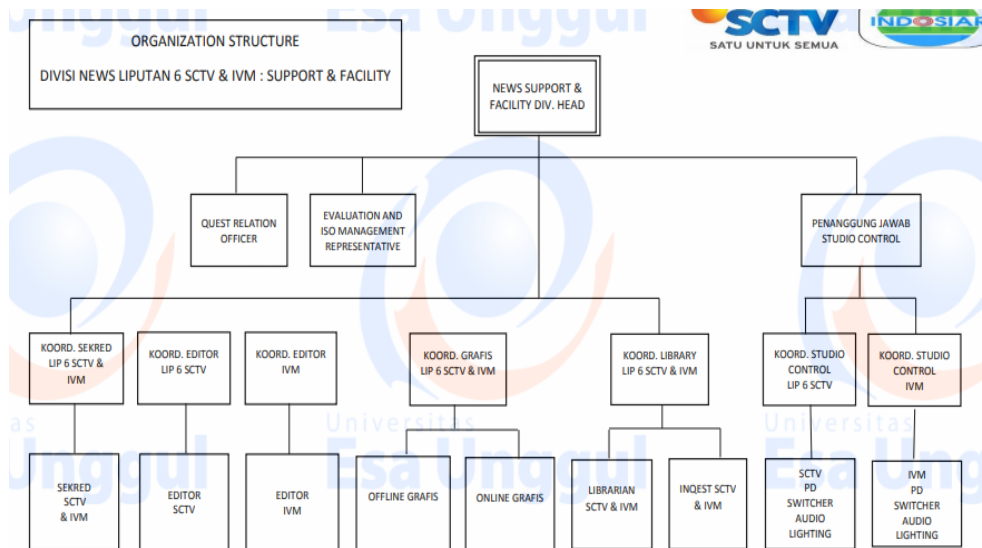 ORGANIZATION STRUCTURE
DIVISI NEWS LIPUTAN 6 SCTV & IVM : SUPPORT & FACILITY
SCTV
SATU UNTUK SEMUA
INDOSIAR
NEWS SUPPORT &
FACILITY DIV. HEAD
QUEST RELATION
OFFICER
EVALUATION AND
ISO MANAGEMENT
REPRESENTATIVE
PENANGGUNG JAWAB
STUDIO CONTROL
KOORD. SEKRED
LIP 6 SCTV &
IVM
KOORD. EDITOR
LIP 6 SCTV
KOORD. EDITOR
IVM
KOORD. GRAFIS
LIP 6 SCTV & IVM
KOORD. LIBRARY
LIP 6 SCTV & IVM
KOORD. STUDIO
CONTROL
LIP 6 SCTV
KOORD. STUDIO
CONTROL
IVM
SEKRED
SCTV
& IVM
EDITOR
SCTV
EDITOR
IVM
OFFLINE GRAFIS
ONLINE GRAFIS
LIBRARIAN
SCTV & IVM
INQEST SCTV
& IVM
SCTV
PD
SWITCHER
AUDIO
LIGHTING
IVM
PD
SWITCHER
AUDIO
LIGHTING
Universitas
Esa Unggul
Universitas
Esa Unggul